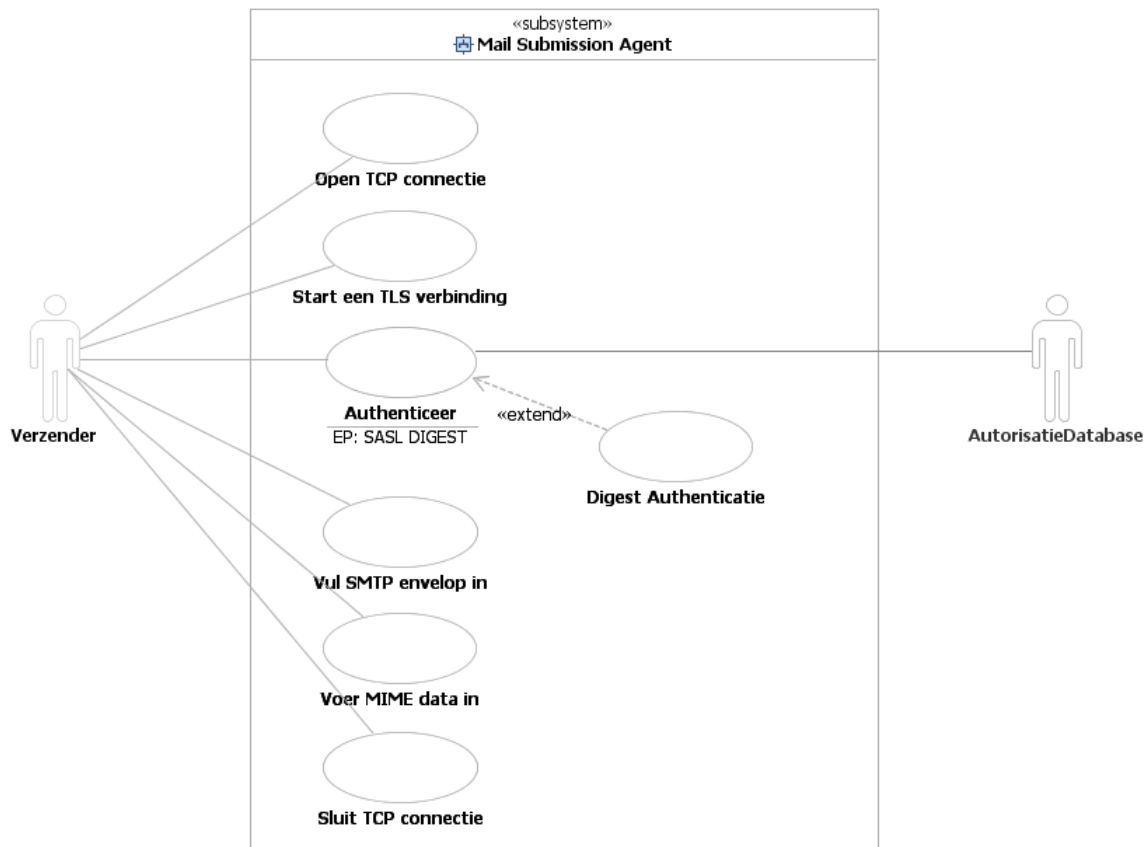 «subsystem»
Mail Submission Agent
Open TCP connectie
Start een TLS verbinding
Authenticeer
EP: SASL DIGEST
«extend»
Verzender
AutorisatieDatabase
Digest Authenticatie
Vul SMTP envelop in
Voer MIME data in
Sluit TCP connectie